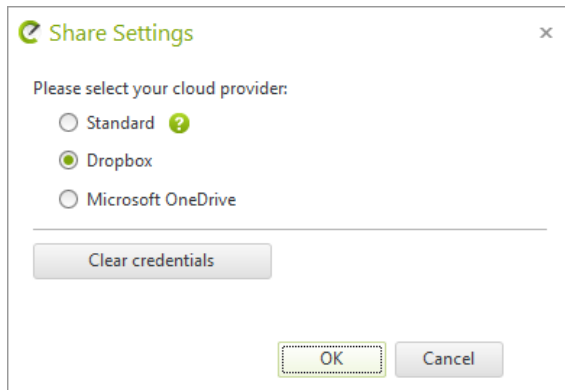 Share Settings
Please select your cloud provider:
Standard
Dropbox
Microsoft OneDrive
Clear credentials
OK Cancel